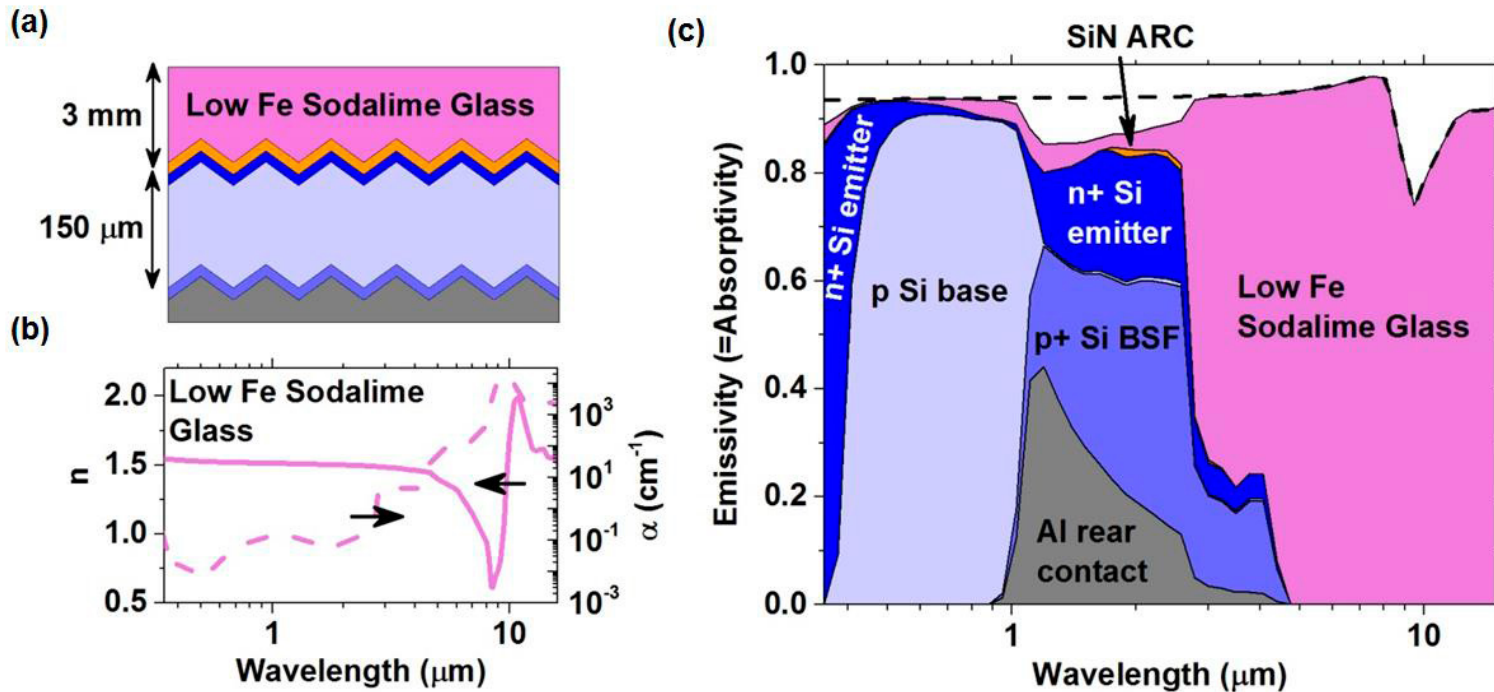 (a)
3 mm
Low Fe Sodalime Glass
150 μm
(b)
Low Fe Sodalime
Glass
2.0
1.5
1.0
0.5
n
10³
10¹
10⁻¹
10⁻³
α (cm⁻¹)
1
10
Wavelength (μm)
(c)
SiN ARC
1.0
0.8
0.6
0.4
0.2
0.0
Emissivity (=Absorptivity)
n+ Si emitter
p Si base
n+ Si
emitter
p+ Si BSF
Al rear
contact
Low Fe
Sodalime Glass
1
10
Wavelength (μm)